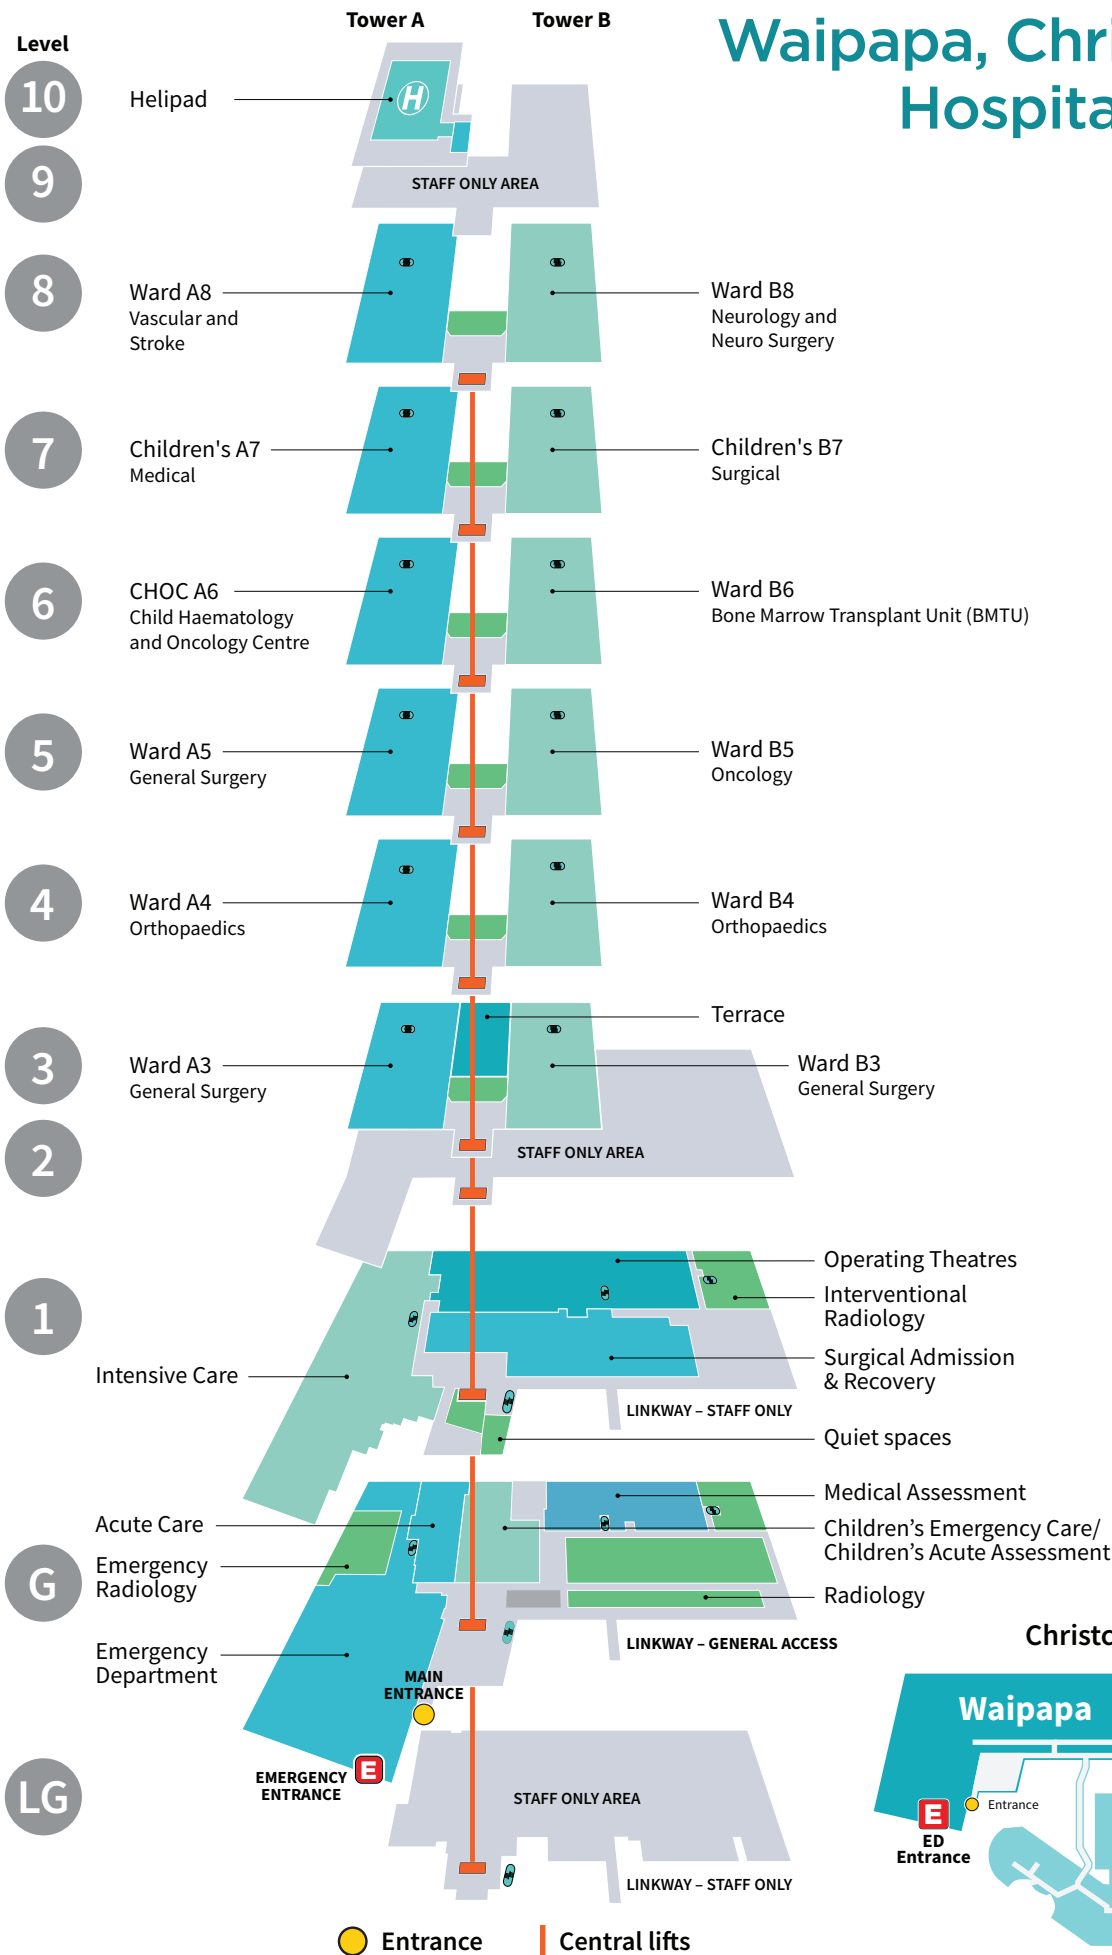 Tower A
Tower B
Waipapa, Chri
Hospita
Level
10
Helipad
H
9
STAFF ONLY AREA
8
Ward A8
Vascular and
Stroke
Ward B8
Neurology and
Neuro Surgery
7
Children's A7
Medical
Children's B7
Surgical
6
CHOC A6
Child Haematology
and Oncology Centre
Ward B6
Bone Marrow Transplant Unit (BMTU)
5
Ward A5
General Surgery
Ward B5
Oncology
4
Ward A4
Orthopaedics
Ward B4
Orthopaedics
Terrace
3
Ward A3
General Surgery
Ward B3
General Surgery
2
STAFF ONLY AREA
1
Operating Theatres
Interventional
Radiology
Intensive Care
Surgical Admission
& Recovery
LINKWAY – STAFF ONLY
Quiet spaces
G
Acute Care
Emergency
Radiology
Emergency
Department
Medical Assessment
Children’s Emergency Care/
Children’s Acute Assessment
Radiology
LINKWAY – GENERAL ACCESS
MAIN
ENTRANCE
EMERGENCY
ENTRANCE
E
Christc
Waipapa
Entrance
E
ED
Entrance
LG
STAFF ONLY AREA
LINKWAY – STAFF ONLY
Entrance
Central lifts